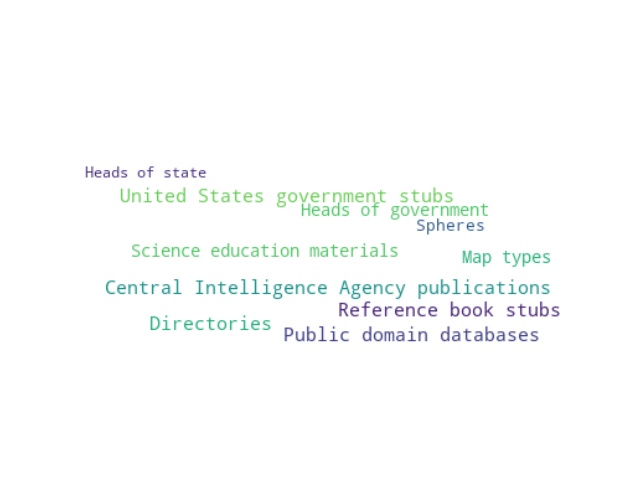 Heads of state
United States government stubs
Heads of government
Spheres
Science education materials
Map types
Central Intelligence Agency publications
Reference book stubs
Directories
Public domain databases